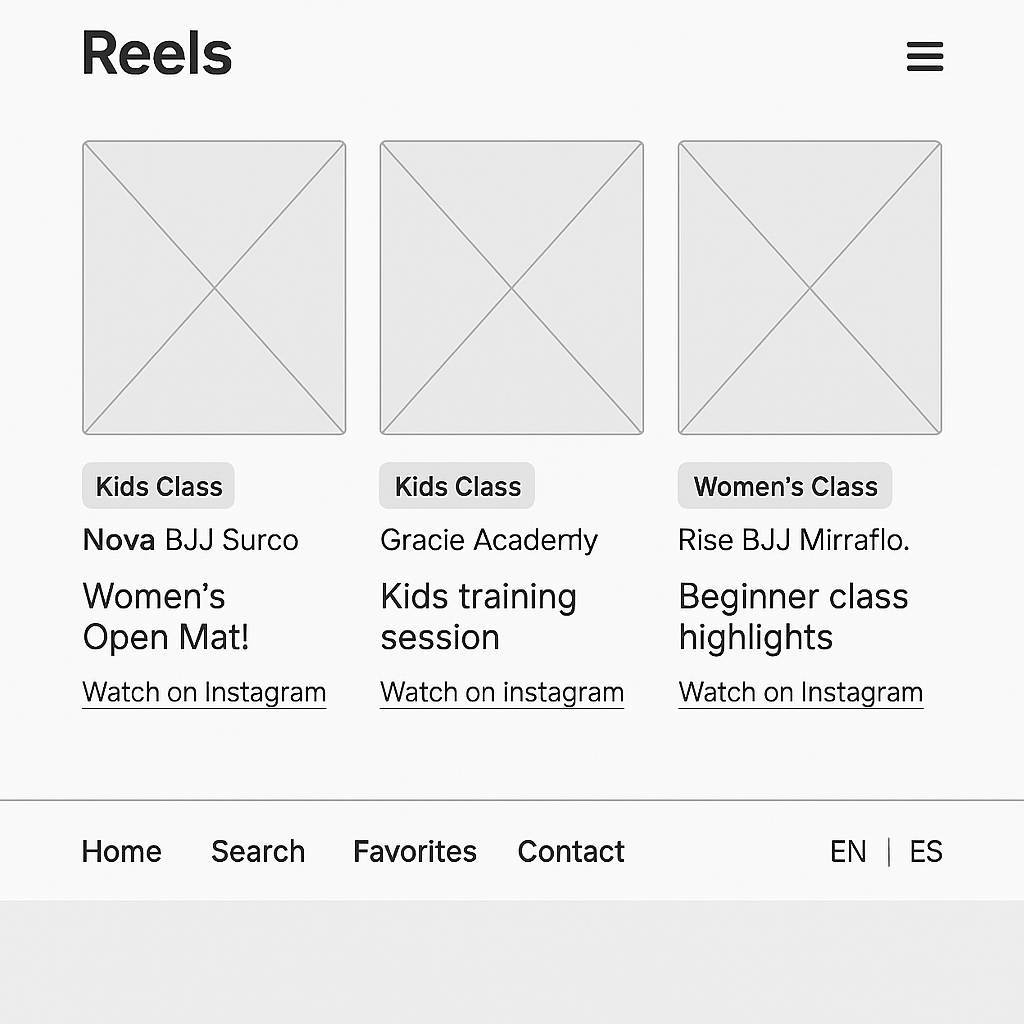 Reels
Kids Class
Nova BJJ Surco
Women's
Open Mat!
Watch on Instagram
Kids Class
Gracie Academly
Kids training
session
Watch on instagram
Women's Class
Rise BJJ Mirraflo.
Beginner class
highlights
Watch on Instagram
Home Search Favorites Contact EN | ES